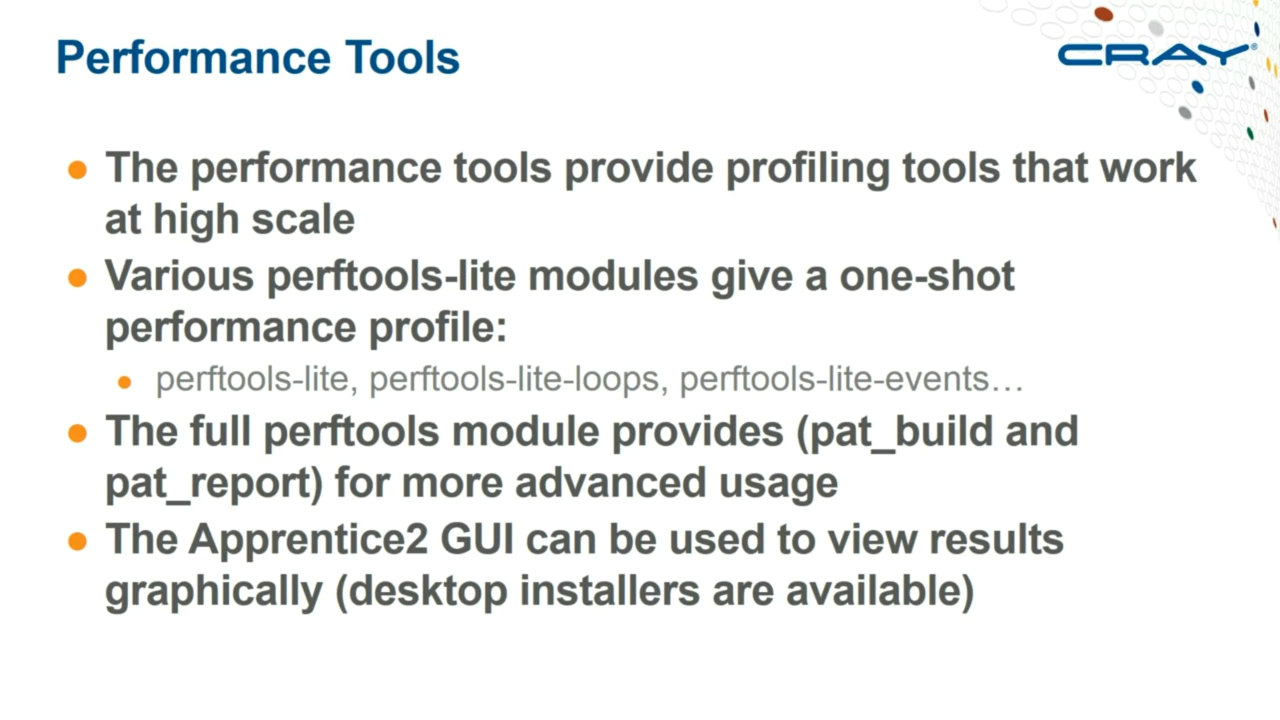 Performance Tools
CRAY®
● The performance tools provide profiling tools that work
at high scale
● Various perftools-lite modules give a one-shot
performance profile:
● perftools-lite, perftools-lite-loops, perftools-lite-events…
● The full perftools module provides (pat_build and
pat_report) for more advanced usage
● The Apprentice2 GUI can be used to view results
graphically (desktop installers are available)